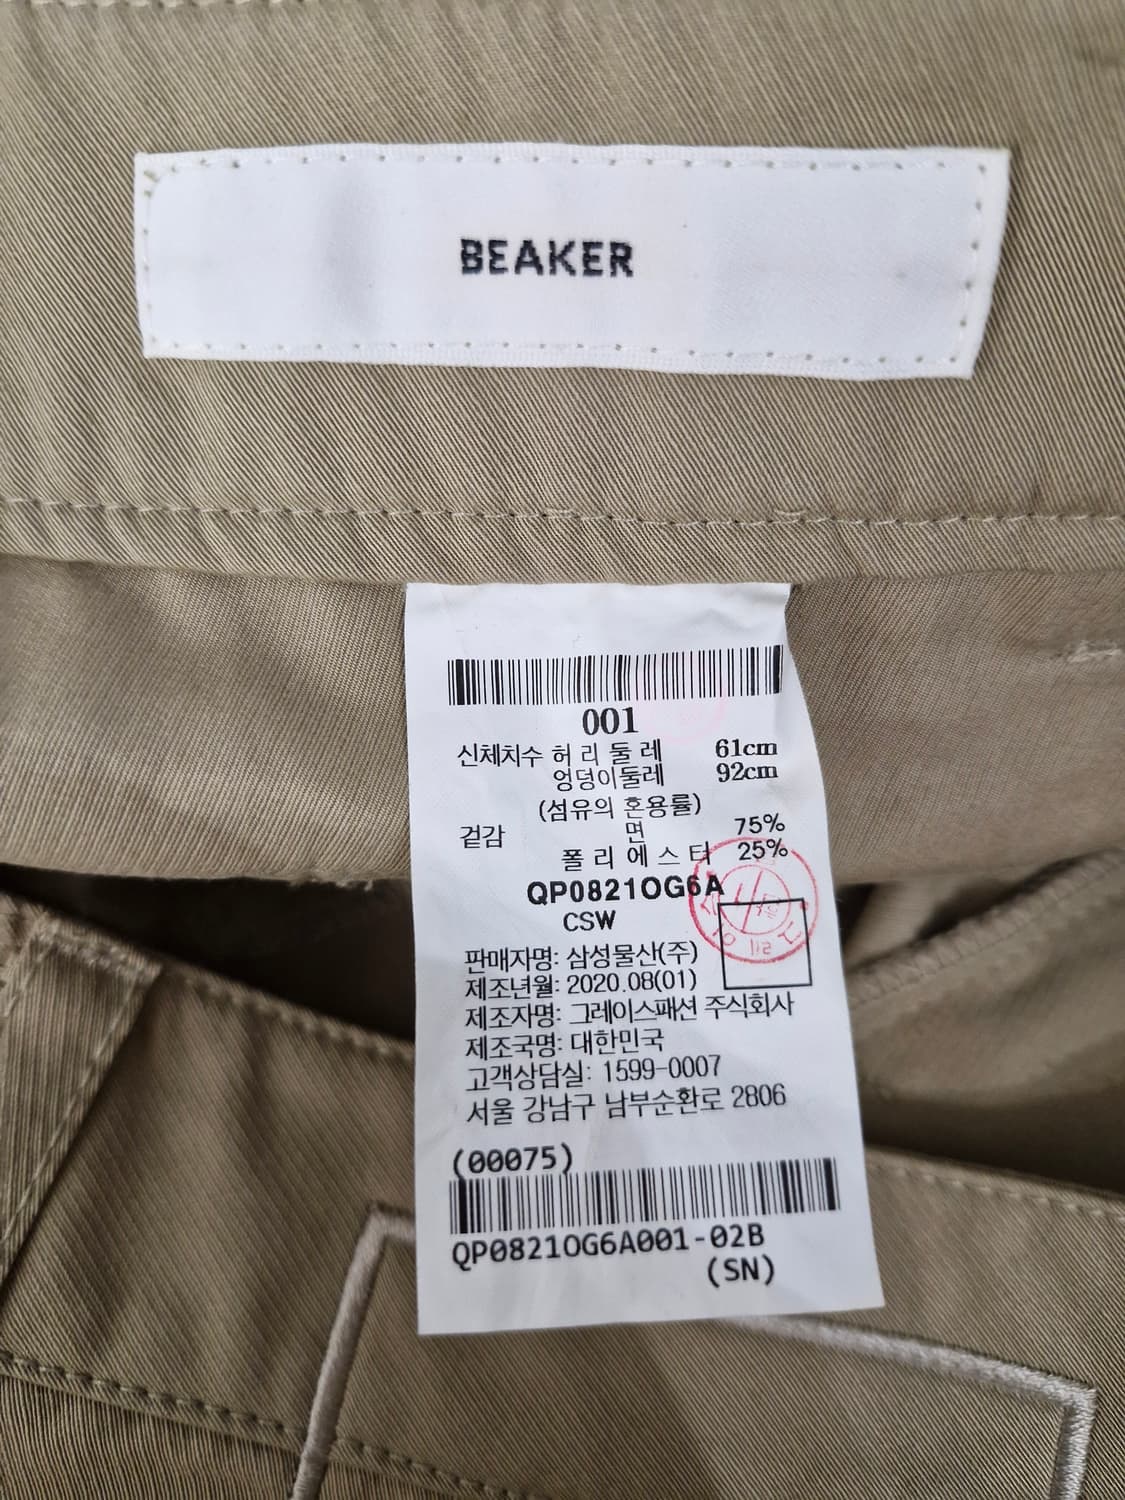 BEAKER
001
신체치수 허 리 둘 레 61cm
엉덩이둘레 92cm
(섬유의 혼용률)
겉감 면 75%
폴 리 에 스 터 25%
QP0821OG6A
CSW
판매자명: 삼성물산(주)
제조년월: 2020.08(01)
제조자명: 그레이스패션 주식회사
제조국명: 대한민국
고객상담실: 1599-0007
서울 강남구 남부순환로 2806
(00075)
QP0821OG6A001-02B
(SN)